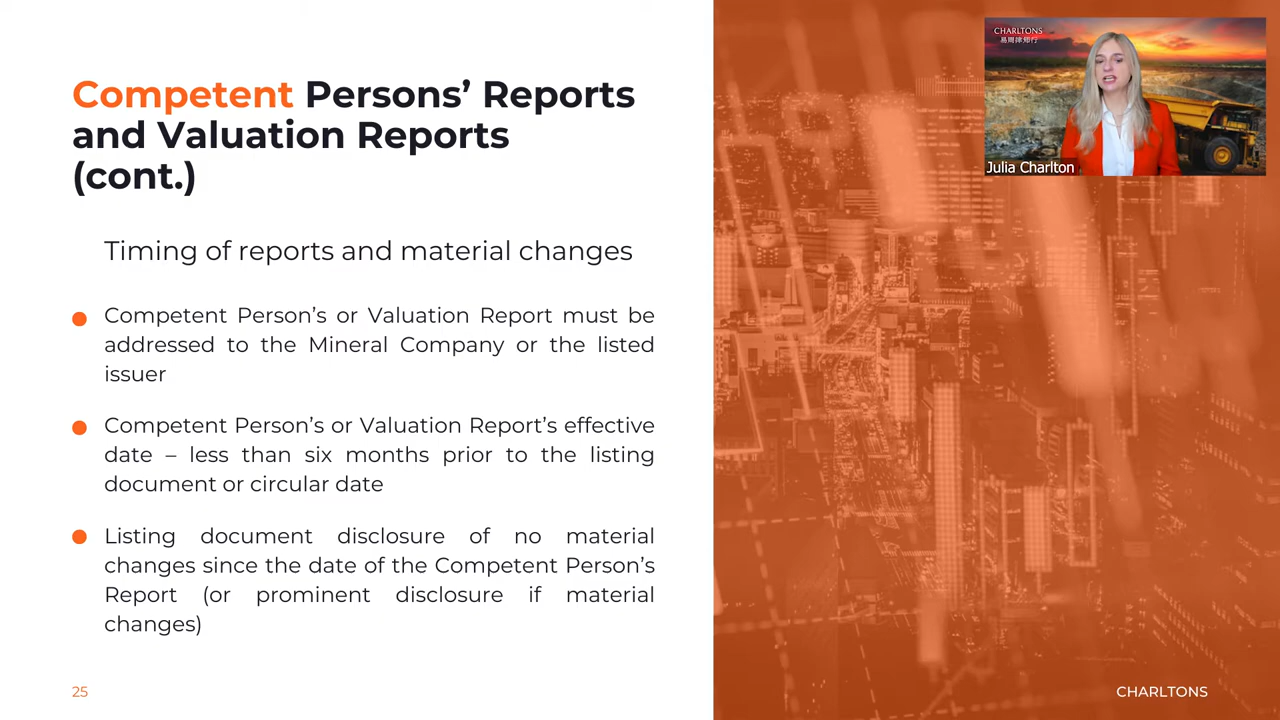 Competent Persons’ Reports
and Valuation Reports
(cont.)
Timing of reports and material changes
Competent Person’s or Valuation Report must be
addressed to the Mineral Company or the listed
issuer
Competent Person’s or Valuation Report’s effective
date – less than six months prior to the listing
document or circular date
Listing document disclosure of no material
changes since the date of the Competent Person’s
Report (or prominent disclosure if material
changes)
25
CHARLTONS
易周律师行
Julia Charlton
CHARLTONS